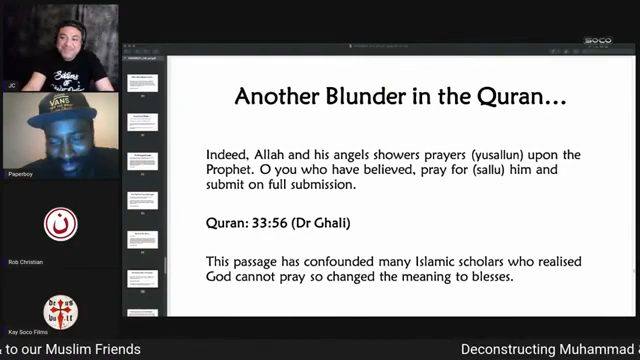 JC
VANS
Paperboy
Rob Christian
Kay Soco Films
SOCO
Another Blunder in the Quran...
Indeed, Allah and his angels showers prayers (yusallun) upon the
Prophet. O you who have believed, pray for (sallu) him and
submit on full submission.
Quran: 33:56 (Dr Ghali)
This passage has confounded many Islamic scholars who realised
God cannot pray so changed the meaning to blesses.
to our Muslim Friends
Deconstructing Muhammad